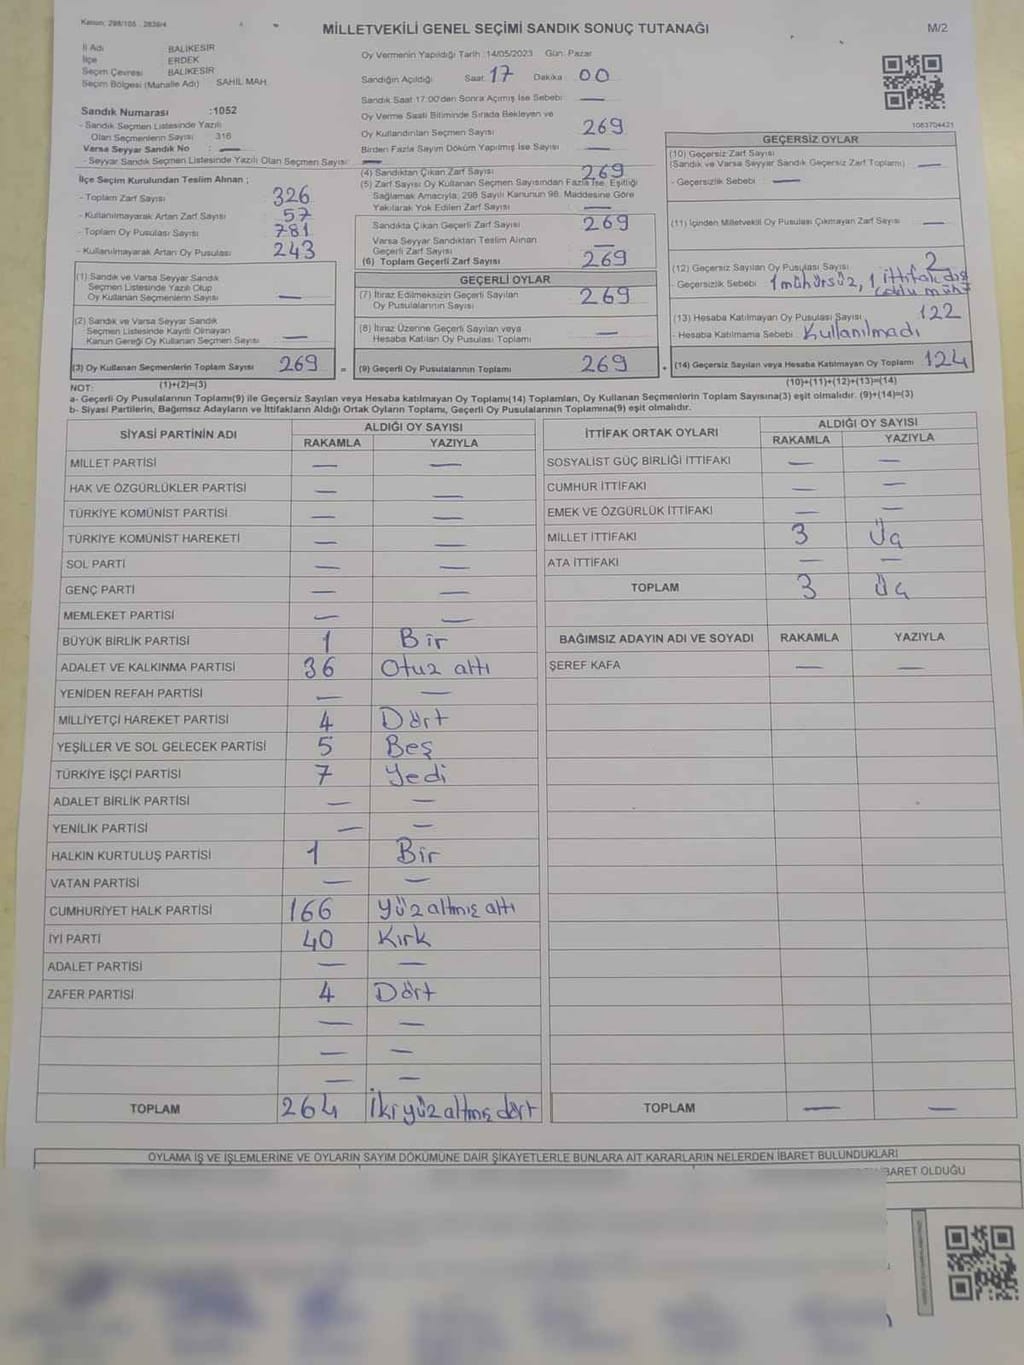 Kanun: 298/105 2839/4
MİLLETVEKİLİ GENEL SEÇİMİ SANDIK SONUÇ TUTANAĞI
M/2
İl Adı BALIKESİR
İlçe ERDEK
Seçim Çevresi BALIKESİR
Seçim Bölgesi (Mahalle Adı) SAHİL MAH.
Oy Vermenin Yapıldığı Tarih :14/05/2023 Gün: Pazar
Sandığın Açıldığı Saat 17 Dakika 00
Sandık Saat 17:00'dan Sonra Açmış İse Sebebi —
Sandık Numarası :1052
- Sandık Seçmen Listesinde Yazılı
Olan Seçmenlerin Sayısı 316
Varsa Seyyar Sandık No —
- Seyyar Sandık Seçmen Listesinde Yazılı Olan Seçmen Sayısı —
Oy Verme Saati Bitiminde Sırada Bekleyen ve
Oy Kullandırılan Seçmen Sayısı 269
Birden Fazla Sayım Döküm Yapılmış İse Sayısı —
1083704421
İlçe Seçim Kurulundan Teslim Alınan ;
- Toplam Zarf Sayısı 326
- Kullanılmayarak Artan Zarf Sayısı 57
- Toplam Oy Pusulası Sayısı 781
- Kullanılmayarak Artan Oy Pusulası 243
(4) Sandıktan Çıkan Zarf Sayısı 269
(5) Zarf Sayısı Oy Kullanan Seçmen Sayısından Fazla İse, Eşitliği
Sağlamak Amacıyla; 298 Sayılı Kanunun 98. Maddesine Göre
Yakılarak Yok Edilen Zarf Sayısı —
Sandıkta Çıkan Geçerli Zarf Sayısı 269
Varsa Seyyar Sandıktan Teslim Alınan
Geçerli Zarf Sayısı —
(6) Toplam Geçerli Zarf Sayısı 269
GEÇERSİZ OYLAR
(10) Geçersiz Zarf Sayısı
(Sandık ve Varsa Seyyar Sandık Geçersiz Zarf Toplamı) —
- Geçersizlik Sebebi —
(11) İçinden Milletvekili Oy Pusulası Çıkmayan Zarf Sayısı —
(12) Geçersiz Sayılan Oy Pusulası Sayısı 2
- Geçersizlik Sebebi 1 mühürsüz, 1 ittifak dış
(13) Hesaba Katılmayan Oy Pusulası Sayısı 122
- Hesaba Katılmama Sebebi Kullanılmadı
(14) Geçersiz Sayılan veya Hesaba Katılmayan Oy Toplamı 124
(10)+(11)+(12)+(13)=(14)
(1) Sandık ve Varsa Seyyar Sandık
Seçmen Listesinde Yazılı Olup
Oy Kullanan Seçmenlerin Sayısı —
(2) Sandık ve Varsa Seyyar Sandık
Seçmen Listesinde Kayıtlı Olmayan
Kanun Gereği Oy Kullanan Seçmen Sayısı —
(3) Oy Kullanan Seçmenlerin Toplam Sayısı 269 =
(1)+(2)=(3)
GEÇERLİ OYLAR
(7) İtiraz Edilmeksizin Geçerli Sayılan
Oy Pusulalarının Sayısı 269
(8) İtiraz Üzerine Geçerli Sayılan veya
Hesaba Katılan Oy Pusulası Toplamı —
(9) Geçerli Oy Pusulalarının Toplamı 269 +
NOT:
a- Geçerli Oy Pusulalarının Toplamı(9) ile Geçersiz Sayılan veya Hesaba katılmayan Oy Toplamı(14) Toplamları, Oy Kullanan Seçmenlerin Toplam Sayısına(3) eşit olmalıdır. (9)+(14)=(3)
b- Siyasi Partilerin, Bağımsız Adayların ve İttifakların Aldığı Ortak Oyların Toplamı, Geçerli Oy Pusulalarının Toplamına(9) eşit olmalıdır.
SİYASİ PARTİNİN ADI ALDIĞI OY SAYISI
RAKAMLA YAZIYLA
MİLLET PARTİSİ — —
HAK VE ÖZGÜRLÜKLER PARTİSİ — —
TÜRKİYE KOMÜNİST PARTİSİ — —
TÜRKİYE KOMÜNİST HAREKETİ — —
SOL PARTİ — —
GENÇ PARTİ — —
MEMLEKET PARTİSİ — —
BÜYÜK BİRLİK PARTİSİ 1 Bir
ADALET VE KALKINMA PARTİSİ 36 Otuz altı
YENİDEN REFAH PARTİSİ — —
MİLLİYETÇİ HAREKET PARTİSİ 4 Dört
YEŞİLLER VE SOL GELECEK PARTİSİ 5 Beş
TÜRKİYE İŞÇİ PARTİSİ 7 Yedi
ADALET BİRLİK PARTİSİ — —
YENİLİK PARTİSİ — —
HALKIN KURTULUŞ PARTİSİ 1 Bir
VATAN PARTİSİ — —
CUMHURİYET HALK PARTİSİ 166 Yüz altmış altı
İYİ PARTİ 40 Kırk
ADALET PARTİSİ — —
ZAFER PARTİSİ 4 Dört
— —
— —
— —
TOPLAM 264 İki yüz altmış dört
İTTİFAK ORTAK OYLARI ALDIĞI OY SAYISI
RAKAMLA YAZIYLA
SOSYALİST GÜÇ BİRLİĞİ İTTİFAKI — —
CUMHUR İTTİFAKI — —
EMEK VE ÖZGÜRLÜK İTTİFAKI — —
MİLLET İTTİFAKI 3 Üç
ATA İTTİFAKI — —
TOPLAM 3 Üç
BAĞIMSIZ ADAYIN ADI VE SOYADI RAKAMLA YAZIYLA
ŞEREF KAFA — —
TOPLAM — —
OYLAMA İŞ VE İŞLEMLERİNE VE OYLARIN SAYIM DÖKÜMÜNE DAİR ŞİKAYETLERLE BUNLARA AİT KARARLARIN NELERDEN İBARET BULUNDUKLARI
BARET OLDUĞU